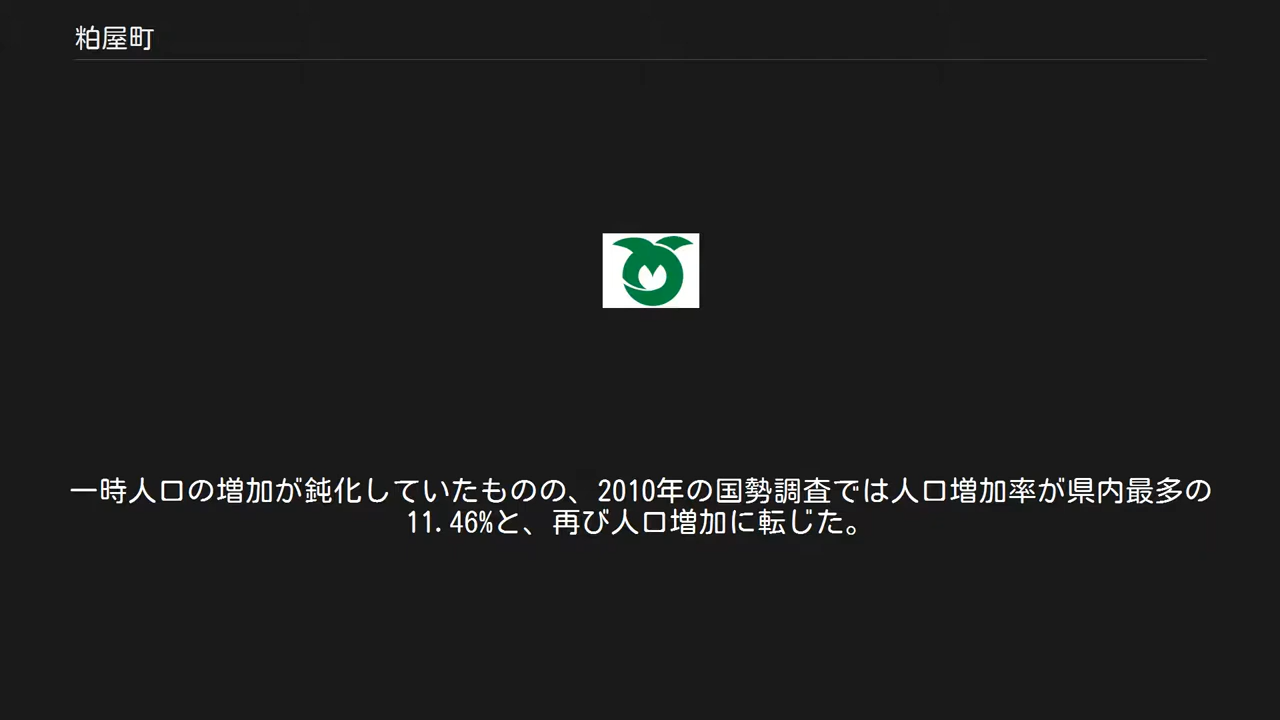 粕屋町
一時人口の増加が鈍化していたものの、2010年の国勢調査では人口増加率が県内最多の
11.46%と、再び人口増加に転じた。